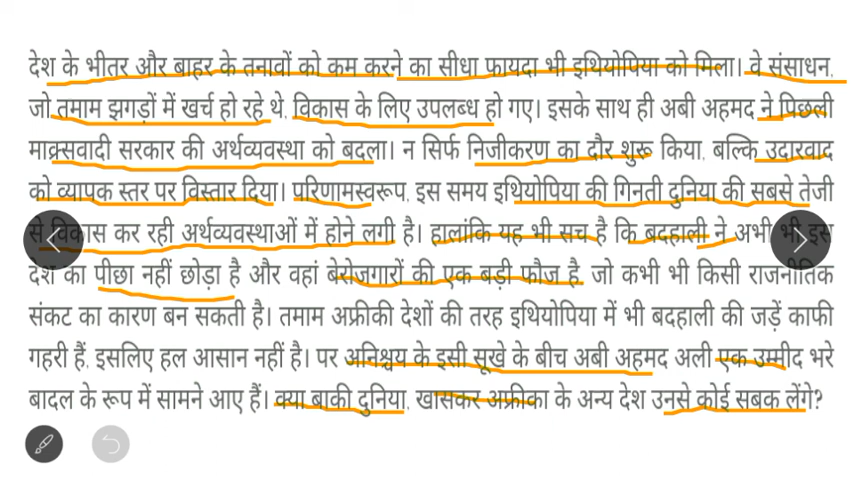 देश के भीतर और बाहर के तनावों को कम करने का सीधा फायदा भी इथियोपिया को मिला। वे संसाधन,
जो तमाम झगड़ों में खर्च हो रहे थे, विकास के लिए उपलब्ध हो गए। इसके साथ ही अबी अहमद ने पिछली
मार्क्सवादी सरकार की अर्थव्यवस्था को बदला। न सिर्फ निजीकरण का दौर शुरू किया, बल्कि उदारवाद
को व्यापक स्तर पर विस्तार दिया। परिणामस्वरूप, इस समय इथियोपिया की गिनती दुनिया की सबसे तेजी
से विकास कर रही अर्थव्यवस्थाओं में होने लगी है। हालांकि यह भी सच है कि बदहाली ने अभी भी इस
देश का पीछा नहीं छोड़ा है और वहां बेरोजगारों की एक बड़ी फौज है, जो कभी भी किसी राजनीतिक
संकट का कारण बन सकती है। तमाम अफ्रीकी देशों की तरह इथियोपिया में भी बदहाली की जड़ें काफी
गहरी हैं, इसलिए हल आसान नहीं है। पर अनिश्चय के इसी सूखे के बीच अबी अहमद अली एक उम्मीद भरे
बादल के रूप में सामने आए हैं। क्या बाकी दुनिया, खासकर अफ्रीका के अन्य देश उनसे कोई सबक लेंगे?